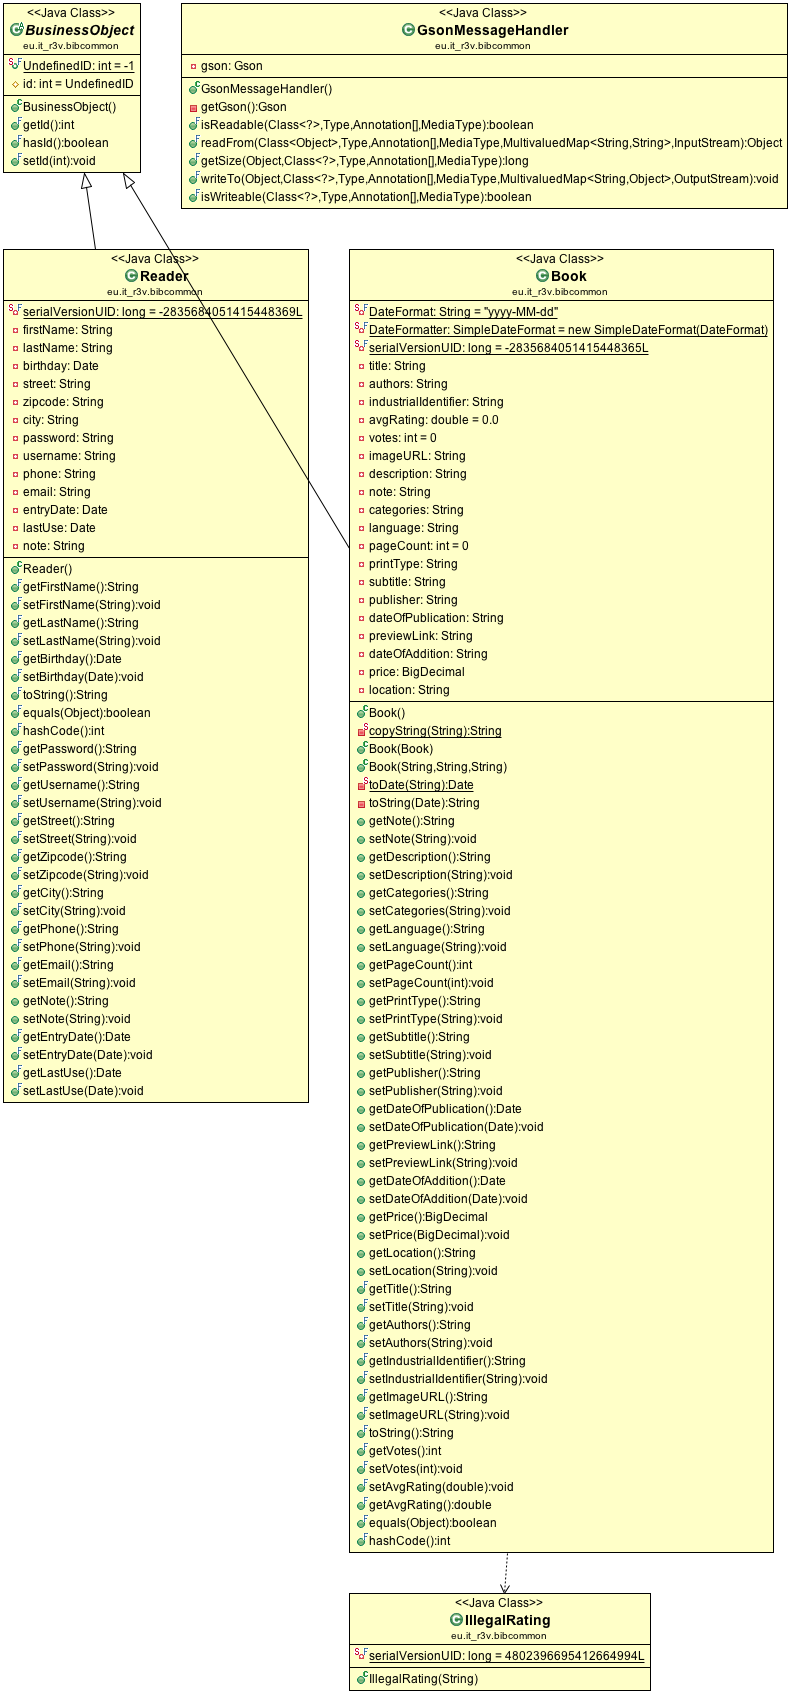 <<Java Class>>
BusinessObject
eu.it_r3v.bibcommon
UndefinedID: int = -1
id: int = UndefinedID
BusinessObject()
getId():int
hasId():boolean
setId(int):void
<<Java Class>>
GsonMessageHandler
eu.it_r3v.bibcommon
gson: Gson
GsonMessageHandler()
getGson():Gson
isReadable(Class<?>,Type,Annotation[],MediaType):boolean
readFrom(Class<Object>,Type,Annotation[],MediaType,MultivaluedMap<String,String>,InputStream):Object
getSize(Object,Class<?>,Type,Annotation[],MediaType):long
writeTo(Object,Class<?>,Type,Annotation[],MediaType,MultivaluedMap<String,Object>,OutputStream):void
isWriteable(Class<?>,Type,Annotation[],MediaType):boolean
<<Java Class>>
Reader
eu.it_r3v.bibcommon
serialVersionUID: long = -2835684051415448369L
firstName: String
lastName: String
birthday: Date
street: String
zipcode: String
city: String
password: String
username: String
phone: String
email: String
entryDate: Date
lastUse: Date
note: String
Reader()
getFirstName():String
setFirstName(String):void
getLastName():String
setLastName(String):void
getBirthday():Date
setBirthday(Date):void
toString():String
equals(Object):boolean
hashCode():int
getPassword():String
setPassword(String):void
getUsername():String
setUsername(String):void
getStreet():String
setStreet(String):void
getZipcode():String
setZipcode(String):void
getCity():String
setCity(String):void
getPhone():String
setPhone(String):void
getEmail():String
setEmail(String):void
getNote():String
setNote(String):void
getEntryDate():Date
setEntryDate(Date):void
getLastUse():Date
setLastUse(Date):void
<<Java Class>>
Book
eu.it_r3v.bibcommon
DateFormat: String = "yyyy-MM-dd"
DateFormatter: SimpleDateFormat = new SimpleDateFormat(DateFormat)
serialVersionUID: long = -2835684051415448365L
title: String
authors: String
industrialIdentifier: String
avgRating: double = 0.0
votes: int = 0
imageURL: String
description: String
note: String
categories: String
language: String
pageCount: int = 0
printType: String
subtitle: String
publisher: String
dateOfPublication: String
previewLink: String
dateOfAddition: String
price: BigDecimal
location: String
Book()
copyString(String):String
Book(Book)
Book(String,String,String)
toDate(String):Date
toString(Date):String
getNote():String
setNote(String):void
getDescription():String
setDescription(String):void
getCategories():String
setCategories(String):void
getLanguage():String
setLanguage(String):void
getPageCount():int
setPageCount(int):void
getPrintType():String
setPrintType(String):void
getSubtitle():String
setSubtitle(String):void
getPublisher():String
setPublisher(String):void
getDateOfPublication():Date
setDateOfPublication(Date):void
getPreviewLink():String
setPreviewLink(String):void
getDateOfAddition():Date
setDateOfAddition(Date):void
getPrice():BigDecimal
setPrice(BigDecimal):void
getLocation():String
setLocation(String):void
getTitle():String
setTitle(String):void
getAuthors():String
setAuthors(String):void
getIndustrialIdentifier():String
setIndustrialIdentifier(String):void
getImageURL():String
setImageURL(String):void
toString():String
getVotes():int
setVotes(int):void
setAvgRating(double):void
getAvgRating():double
equals(Object):boolean
hashCode():int
<<Java Class>>
IllegalRating
eu.it_r3v.bibcommon
serialVersionUID: long = 4802396695412664994L
IllegalRating(String)